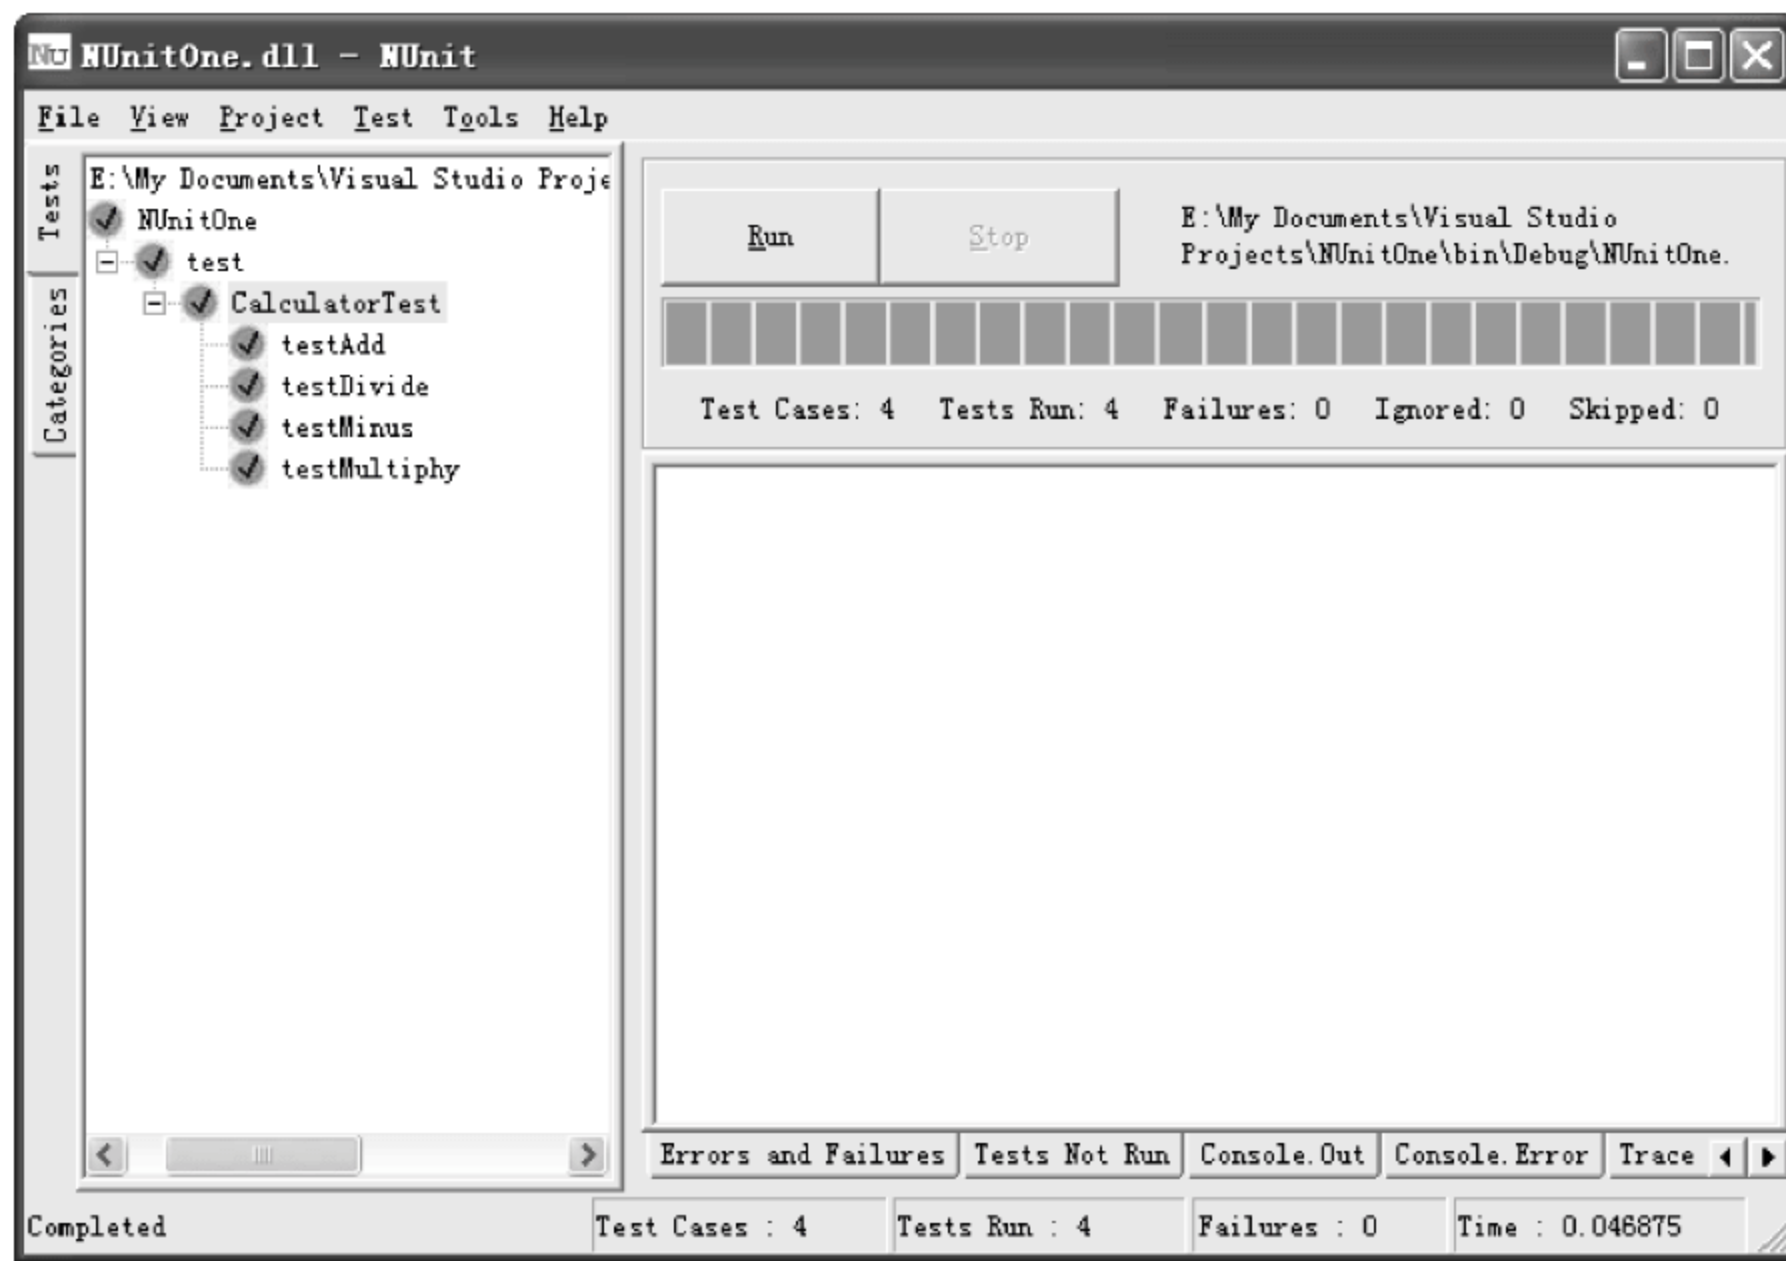 NU NUnitOne.dll - NUnit
File View Project Test Tools Help
Tests
Categories
E:\My Documents\Visual Studio Proje
NUnitOne
test
CalculatorTest
testAdd
testDivide
testMinus
testMultiphy
Run Stop
E:\My Documents\Visual Studio
Projects\NUnitOne\bin\Debug\NUnitOne.
Test Cases: 4 Tests Run: 4 Failures: 0 Ignored: 0 Skipped: 0
Errors and Failures Tests Not Run Console.Out Console.Error Trace
Completed Test Cases : 4 Tests Run : 4 Failures : 0 Time : 0.046875